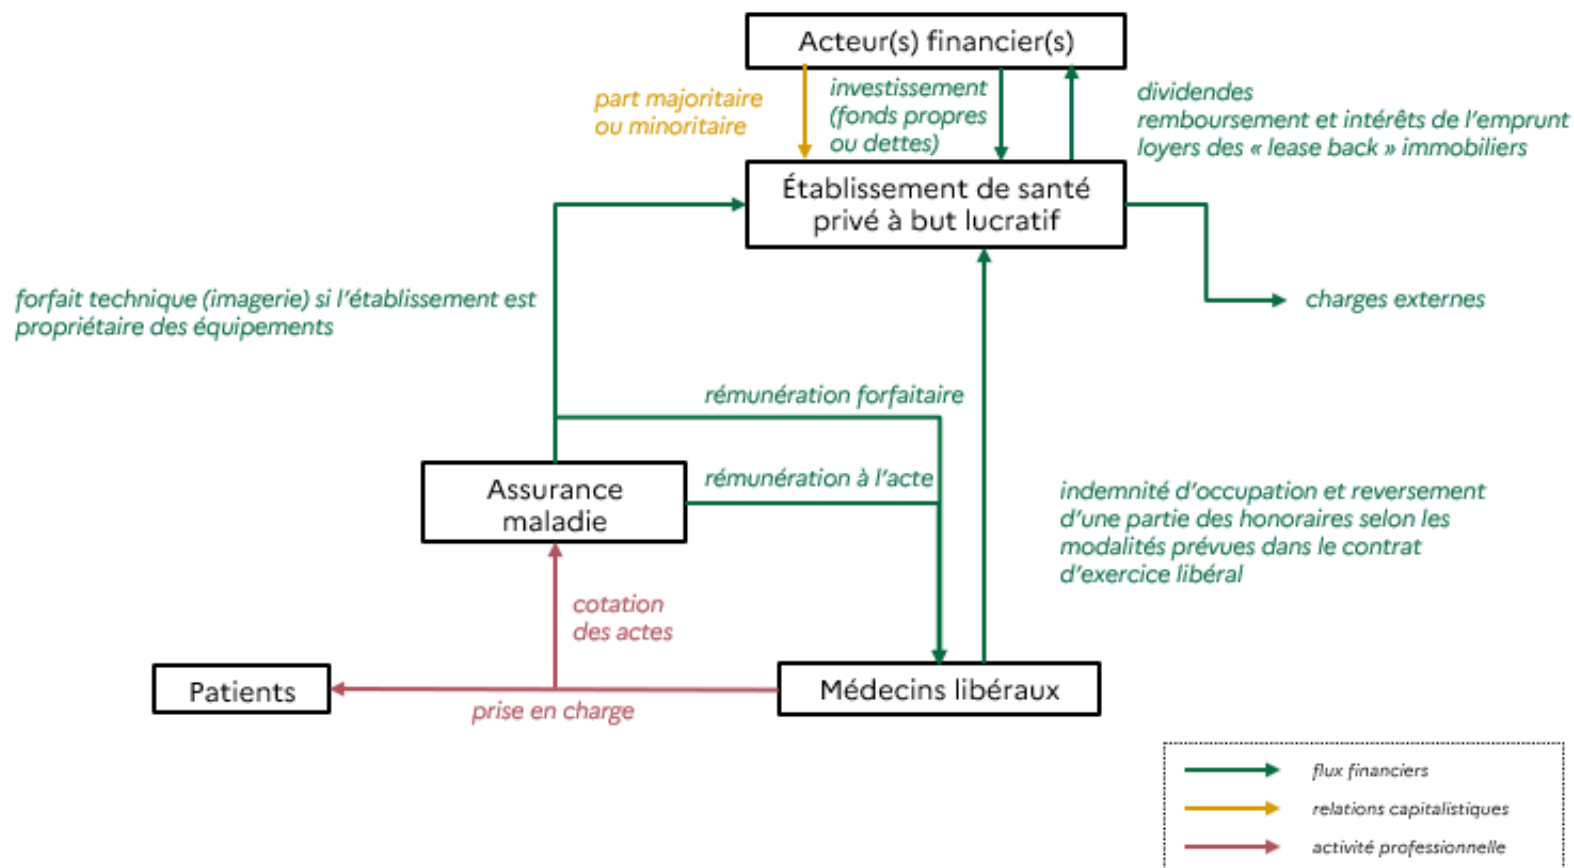 Acteur(s) financier(s)
part majoritaire
ou minoritaire
investissement
(fonds propres
ou dettes)
dividendes
remboursement et intérêts de l'emprunt
loyers des « lease back » immobiliers
Établissement de santé
privé à but lucratif
forfait technique (imagerie) si l'établissement est
propriétaire des équipements
charges externes
rémunération forfaitaire
Assurance
maladie
rémunération à l'acte
indemnité d'occupation et reversement
d'une partie des honoraires selon les
modalités prévues dans le contrat
d'exercice libéral
cotation
des actes
Patients
prise en charge
Médecins libéraux
flux financiers
relations capitalistiques
activité professionnelle